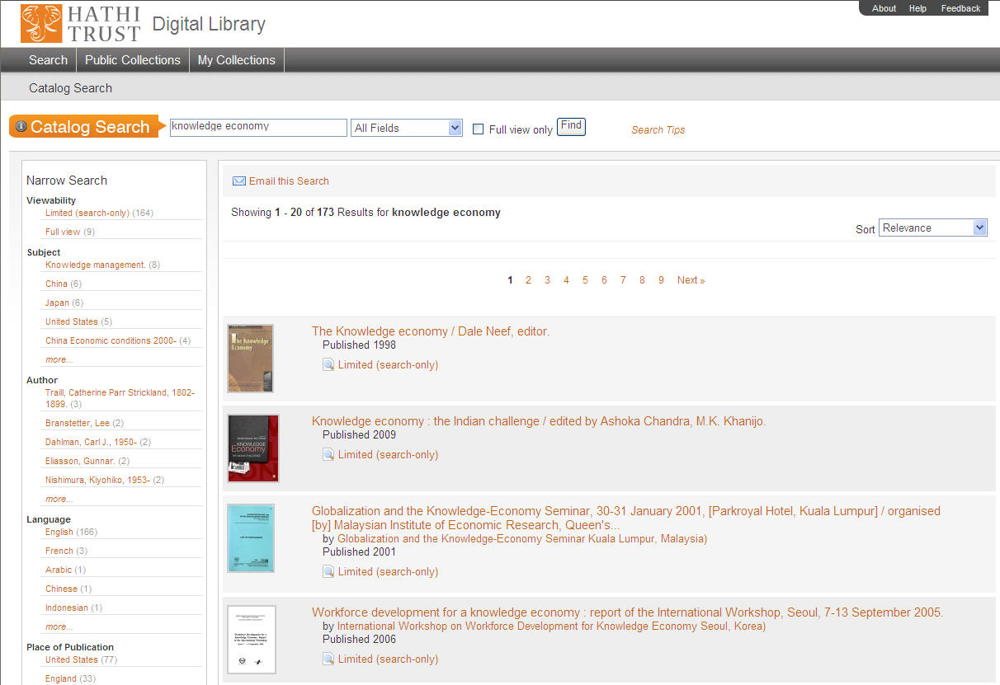 About Help Feedback
HATHI
TRUST
Digital Library
Search Public Collections My Collections
Catalog Search
Catalog Search knowledge economy All Fields Full view only Find Search Tips
Narrow Search
Viewability
Limited (search-only) (164)
Full view (9)
Subject
Knowledge management. (8)
China (6)
Japan (6)
United States (5)
China Economic conditions 2000- (4)
more...
Author
Traill, Catherine Parr Strickland, 1802-
1899. (3)
Branstetter, Lee (2)
Dahlman, Carl J., 1950- (2)
Eliasson, Gunnar. (2)
Nishimura, Kiyohiko, 1953- (2)
more...
Language
English (166)
French (3)
Arabic (1)
Chinese (1)
Indonesian (1)
more...
Place of Publication
United States (77)
England (33)
Email this Search
Showing 1 - 20 of 173 Results for knowledge economy
Sort Relevance
1 2 3 4 5 6 7 8 9 Next »
The Knowledge
Economy
The Knowledge economy / Dale Neef, editor.
Published 1998
Limited (search-only)
KNOWLEDGE
Economy
THE INDIAN CHALLENGE
Knowledge economy : the Indian challenge / edited by Ashoka Chandra, M.K. Khanijo.
Published 2009
Limited (search-only)
Globalization and the Knowledge-Economy Seminar, 30-31 January 2001, [Parkroyal Hotel, Kuala Lumpur] / organised
[by] Malaysian Institute of Economic Research, Queen's...
by Globalization and the Knowledge-Economy Seminar Kuala Lumpur, Malaysia)
Published 2001
Limited (search-only)
Workforce development for a knowledge economy : report of the International Workshop, Seoul, 7-13 September 2005.
by International Workshop on Workforce Development for Knowledge Economy Seoul, Korea)
Published 2006
Limited (search-only)